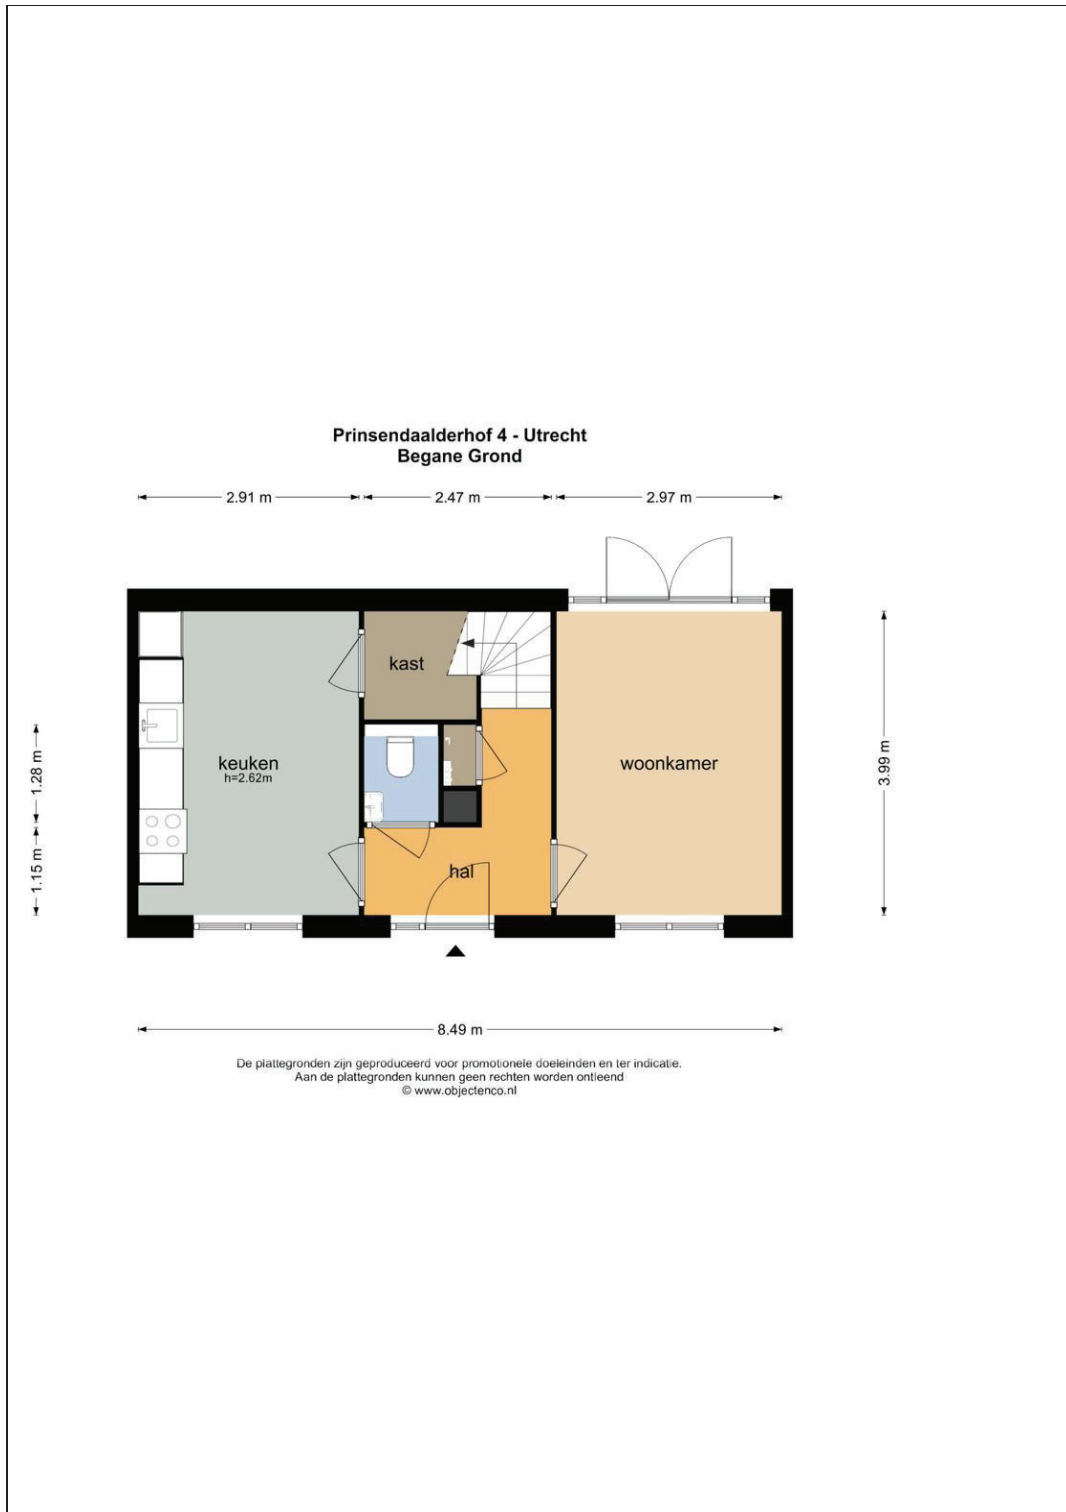 Prinsendaalderhof 4 - Utrecht
Begane Grond
2.91 m
2.47 m
2.97 m
kast
keuken
h=2.62m
woonkamer
1.28 m
3.99 m
1.15 m
hal
8.49 m
De plattegronden zijn geproduceerd voor promotionele doeleinden en ter indicatie.
Aan de plattegronden kunnen geen rechten worden ontleend
© www.objectenco.nl